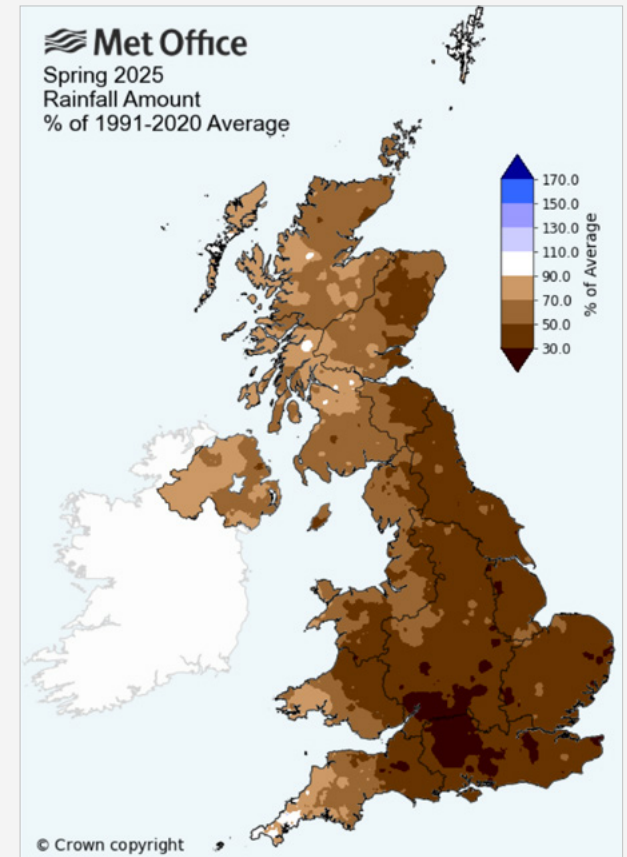 Met Office
Spring 2025
Rainfall Amount
% of 1991-2020 Average
170.0
150.0
130.0
110.0
90.0
70.0
50.0
30.0
% of Average
© Crown copyright